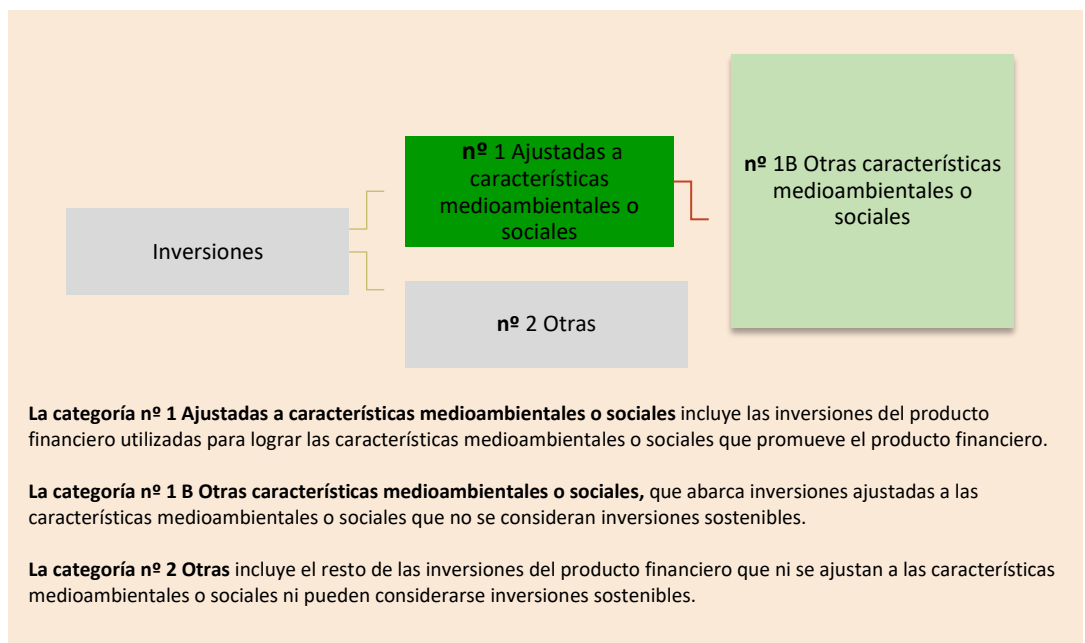 nº 1 Ajustadas a
características
medioambientales o
sociales
nº 1B Otras características
medioambientales o
sociales
Inversiones
nº 2 Otras
La categoría nº 1 Ajustadas a características medioambientales o sociales incluye las inversiones del producto
financiero utilizadas para lograr las características medioambientales o sociales que promueve el producto financiero.
La categoría nº 1 B Otras características medioambientales o sociales, que abarca inversiones ajustadas a las
características medioambientales o sociales que no se consideran inversiones sostenibles.
La categoría nº 2 Otras incluye el resto de las inversiones del producto financiero que ni se ajustan a las características
medioambientales o sociales ni pueden considerarse inversiones sostenibles.